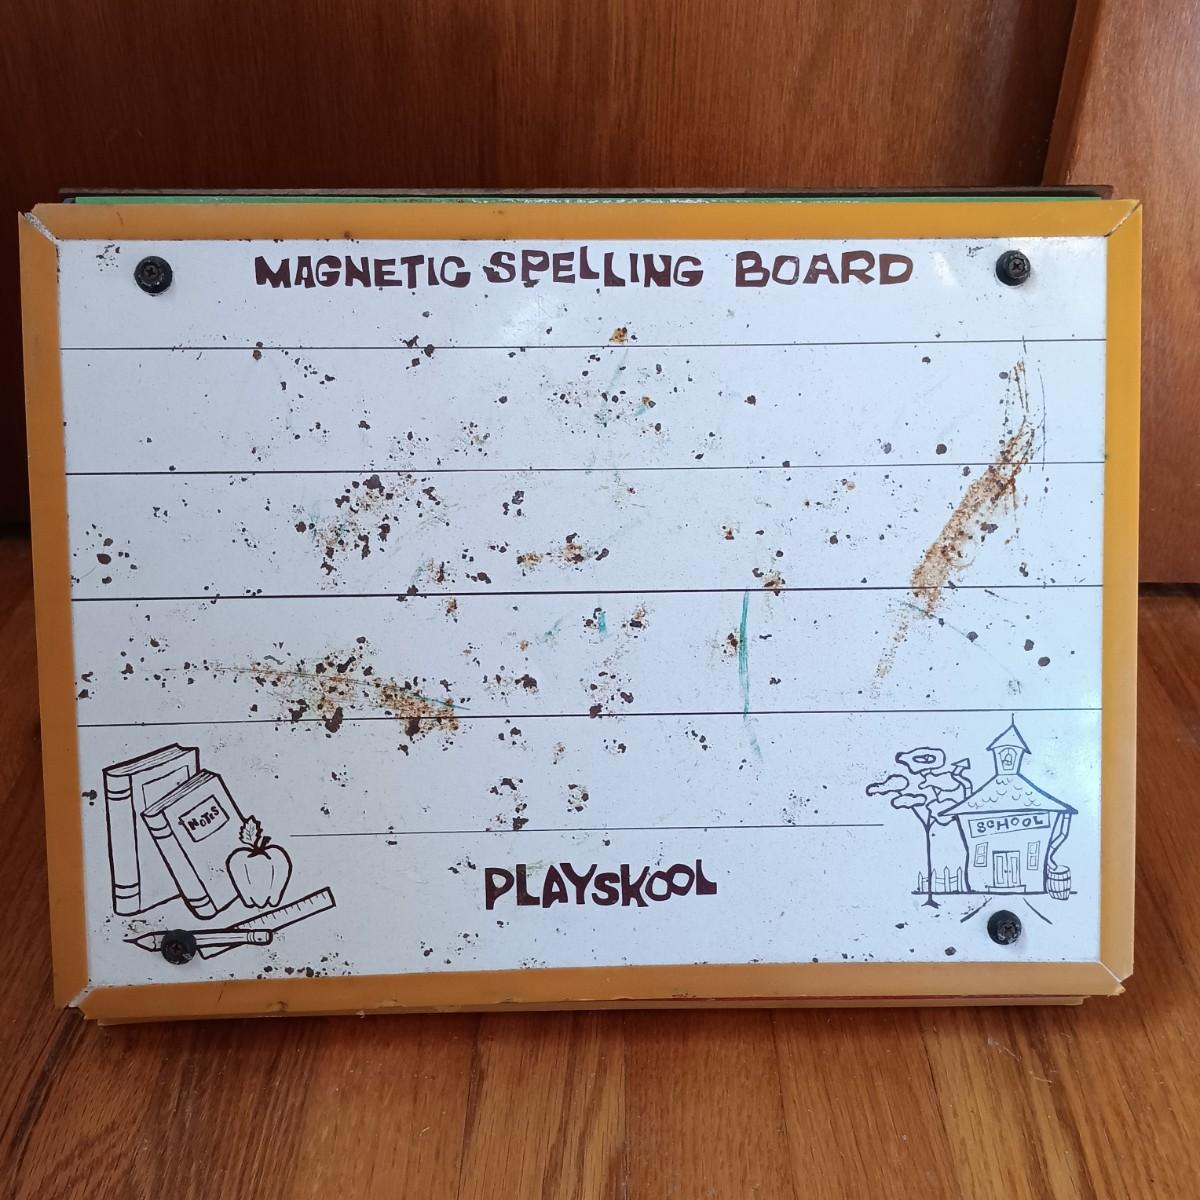 MAGNETIC SPELLING BOARD
NOTES
SCHOOL
PLAYSKOOL